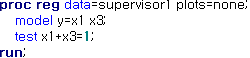 proc reg data=supervisor1 plots=none;
model y=x1 x3;
test x1+x3=1;
run;